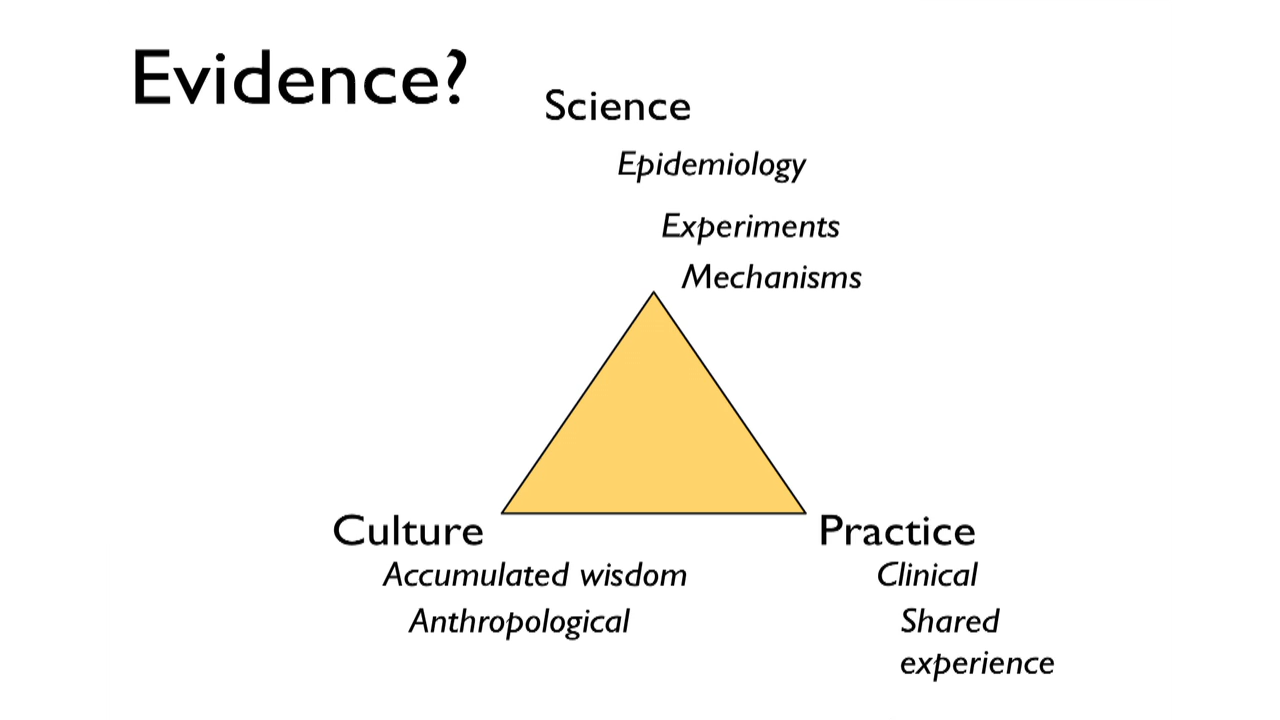 Evidence?
Science
Epidemiology
Experiments
Mechanisms
Culture
Accumulated wisdom
Anthropological
Practice
Clinical
Shared
experience